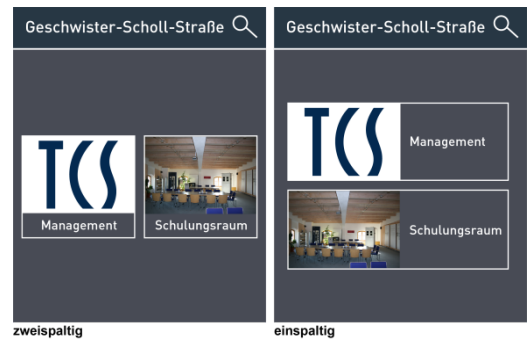 Geschwister-Scholl-Straße
TCS
Management
Schulungsraum
zweispaltig
Geschwister-Scholl-Straße
TCS
Management
Schulungsraum
einspaltig